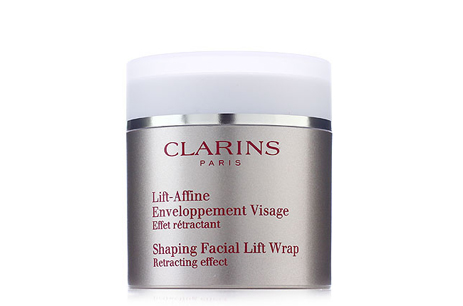 CLARINS
PARIS
Lift-Affine
Enveloppement Visage
Effet rétractant
Shaping Facial Lift Wrap
Retracting effect